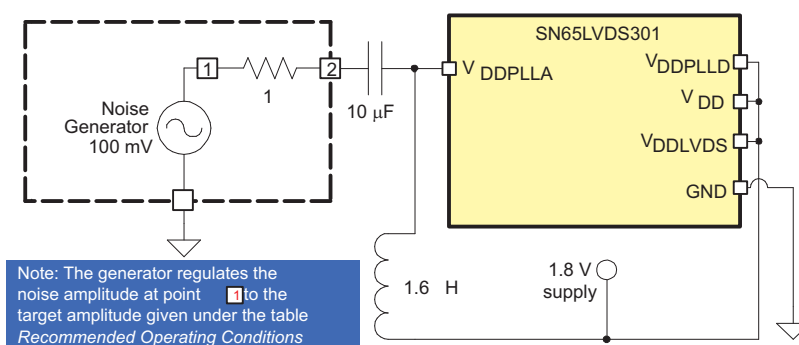 SN65LVDS301
1
2
V DDPLLA
VDDPLLD
1
Noise
Generator
100 mV
10 μF
V DD
VDDLVDS
GND
Note: The generator regulates the
noise amplitude at point 1 to the
target amplitude given under the table
Recommended Operating Conditions
1.6 H
1.8 V
supply